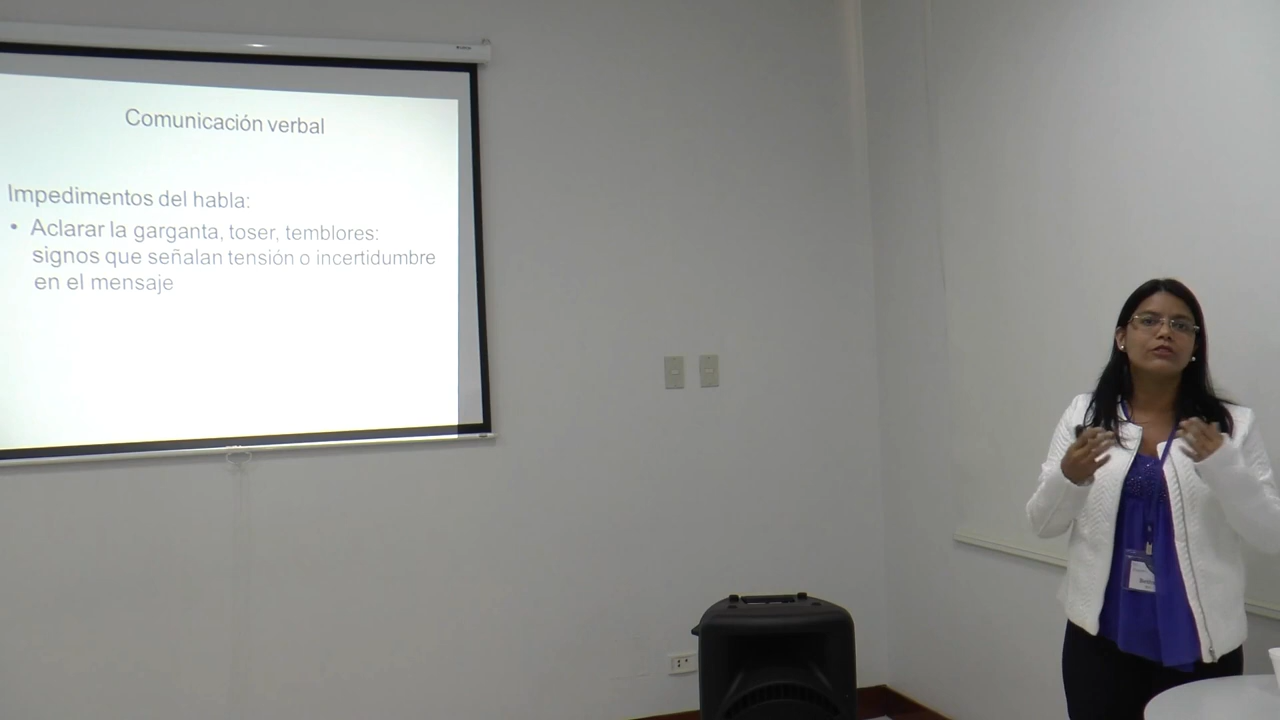 Comunicación verbal
Impedimentos del habla:
• Aclarar la garganta, toser, temblores:
signos que señalan tensión o incertidumbre
en el mensaje